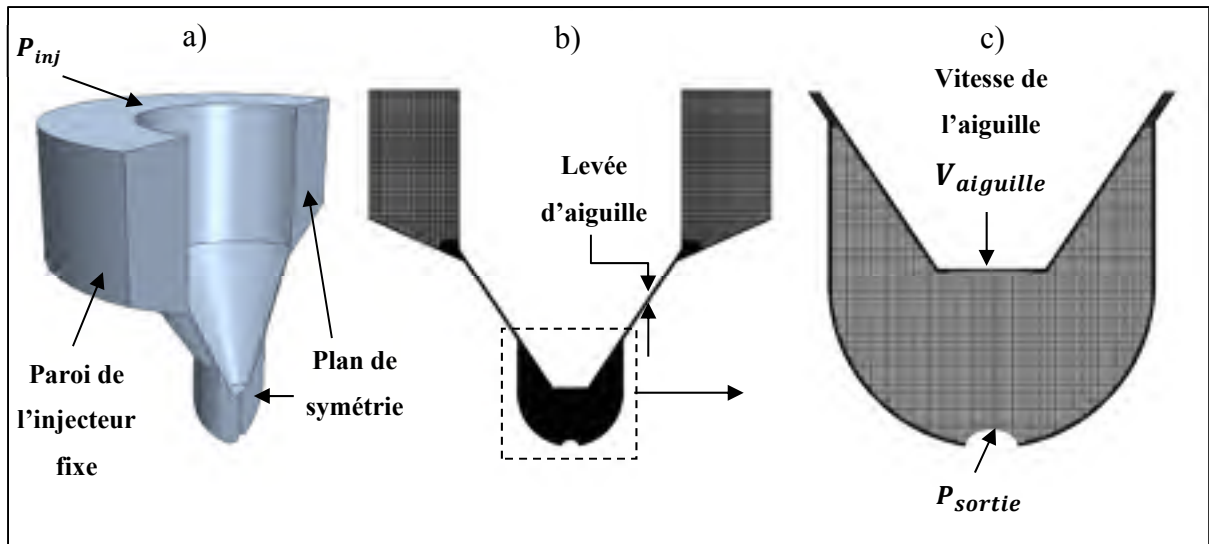 a)
P_inj
Paroi de
l'injecteur
fixe
Plan de
symétrie
b)
Levée
d'aiguille
c)
Vitesse de
l'aiguille
V_aiguille
P_sortie